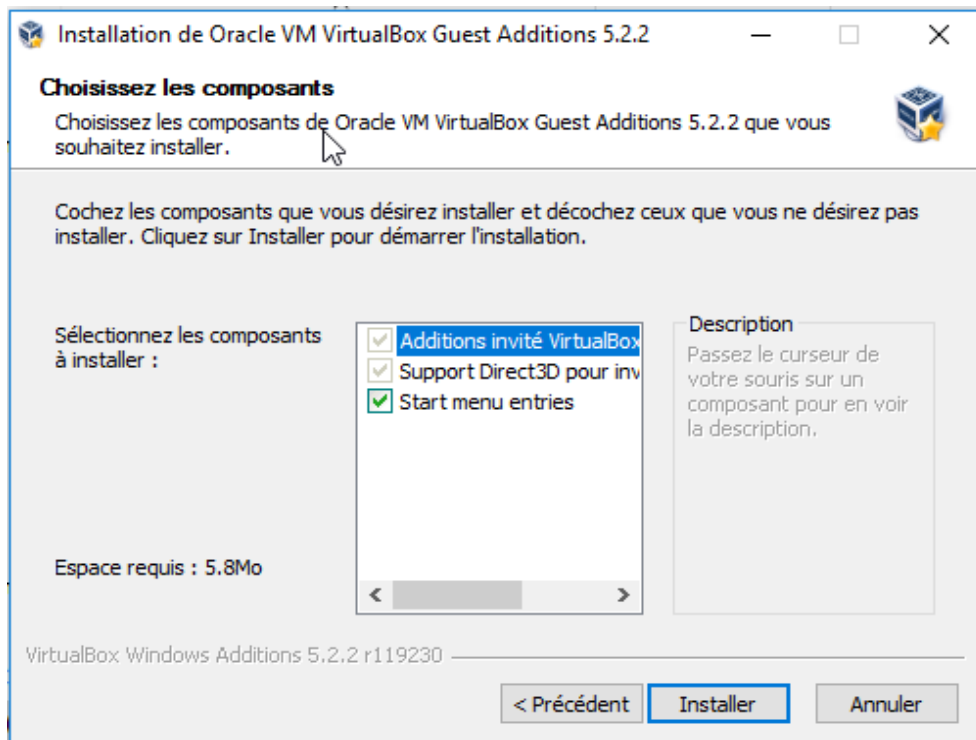 Installation de Oracle VM VirtualBox Guest Additions 5.2.2
Choisissez les composants
Choisissez les composants de Oracle VM VirtualBox Guest Additions 5.2.2 que vous
souhaitez installer.
Cochez les composants que vous désirez installer et décochez ceux que vous ne désirez pas
installer. Cliquez sur Installer pour démarrer l'installation.
Sélectionnez les composants
à installer :
Additions invité VirtualBox
Support Direct3D pour inv
Start menu entries
Description
Passez le curseur de
votre souris sur un
composant pour en voir
la description.
Espace requis : 5.8Mo
VirtualBox Windows Additions 5.2.2 r119230
< Précédent
Installer
Annuler